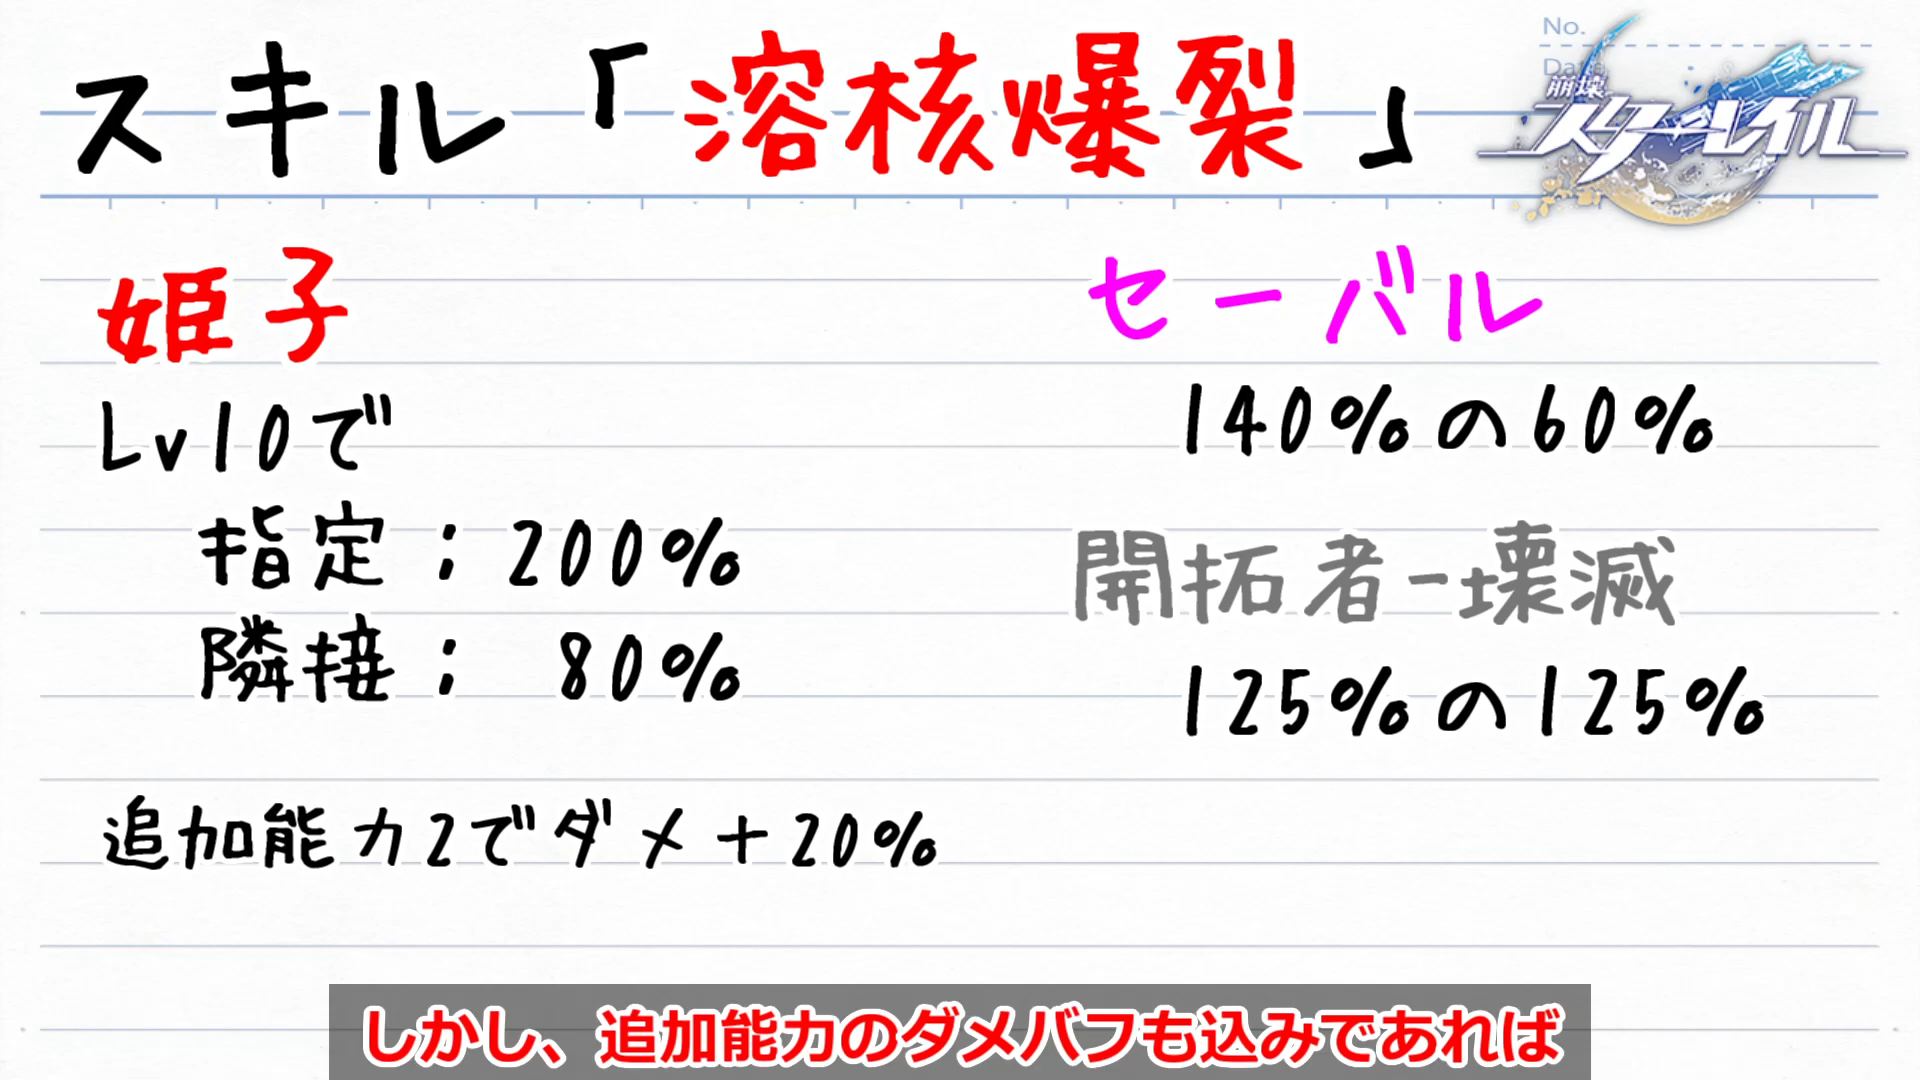 スキル「溶核爆裂」
No.
Date
崩壊
スターレイル
姫子
Lv10で
指定：200%
隣接：80%
追加能力2でダメ+20%
セーバル
140%の60%
開拓者-壊滅
125%の125%
しかし、追加能力のダメバフも込みであれば